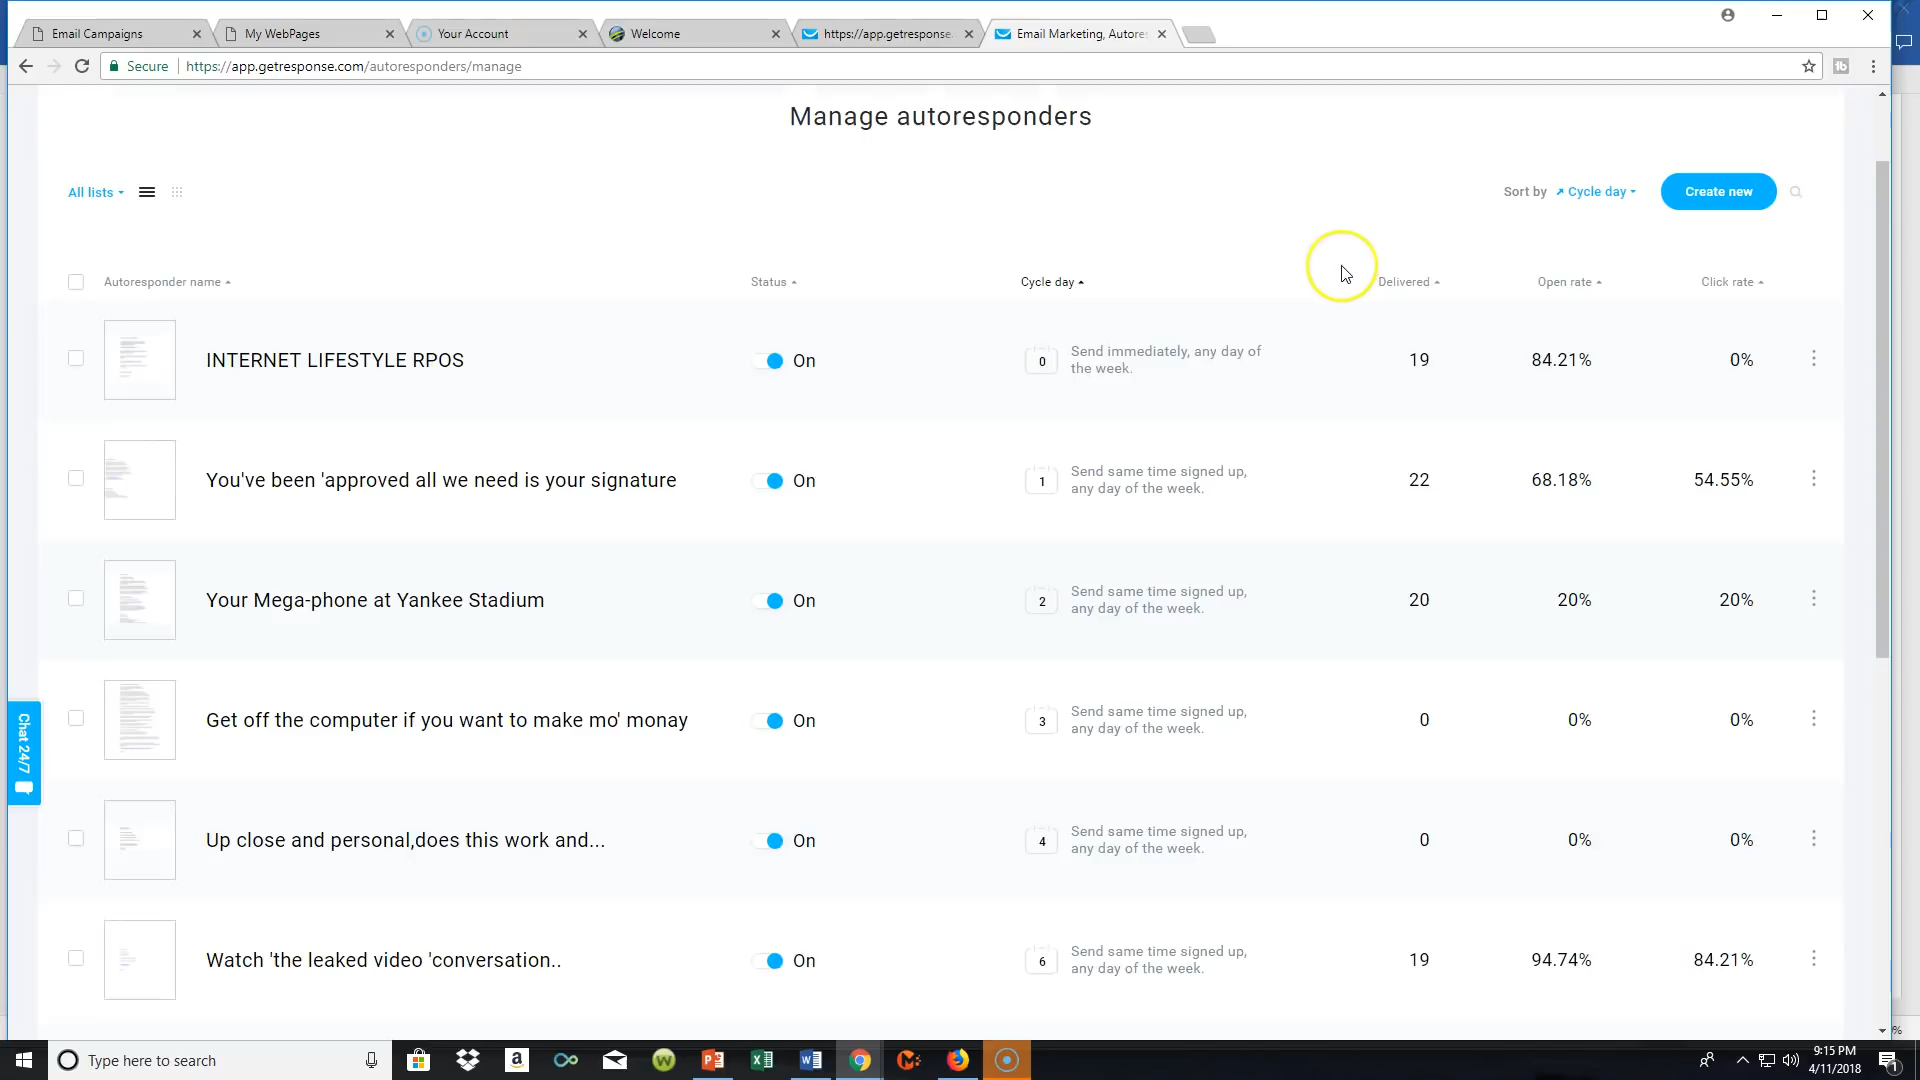 Email Campaigns
My WebPages
Your Account
Welcome
https://app.getresponse.
Email Marketing, Autores
Secure
https://app.getresponse.com/autoresponders/manage
Manage autoresponders
All lists
Sort by Cycle day
Create new
Autoresponder name
Status
Cycle day
Delivered
Open rate
Click rate
INTERNET LIFESTYLE RPOS
On
0
Send immediately, any day of
the week.
19
84.21%
0%
You've been 'approved all we need is your signature
On
1
Send same time signed up,
any day of the week.
22
68.18%
54.55%
Your Mega-phone at Yankee Stadium
On
2
Send same time signed up,
any day of the week.
20
20%
20%
Get off the computer if you want to make mo' monay
On
3
Send same time signed up,
any day of the week.
0
0%
0%
Up close and personal,does this work and...
On
4
Send same time signed up,
any day of the week.
0
0%
0%
Watch 'the leaked video 'conversation..
On
6
Send same time signed up,
any day of the week.
19
94.74%
84.21%
Chat 24/7
Type here to search
9:15 PM
4/11/2018
1